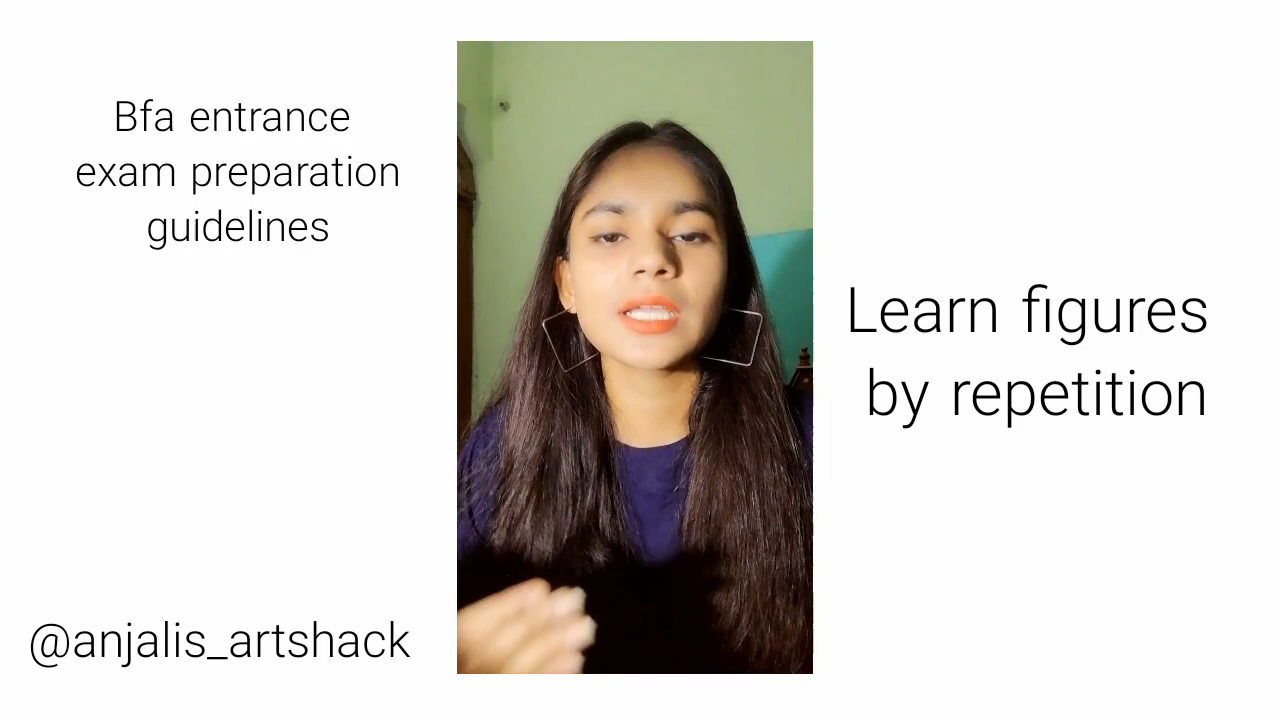 Bfa entrance
exam preparation
guidelines
Learn figures
by repetition
@anjalis_artshack